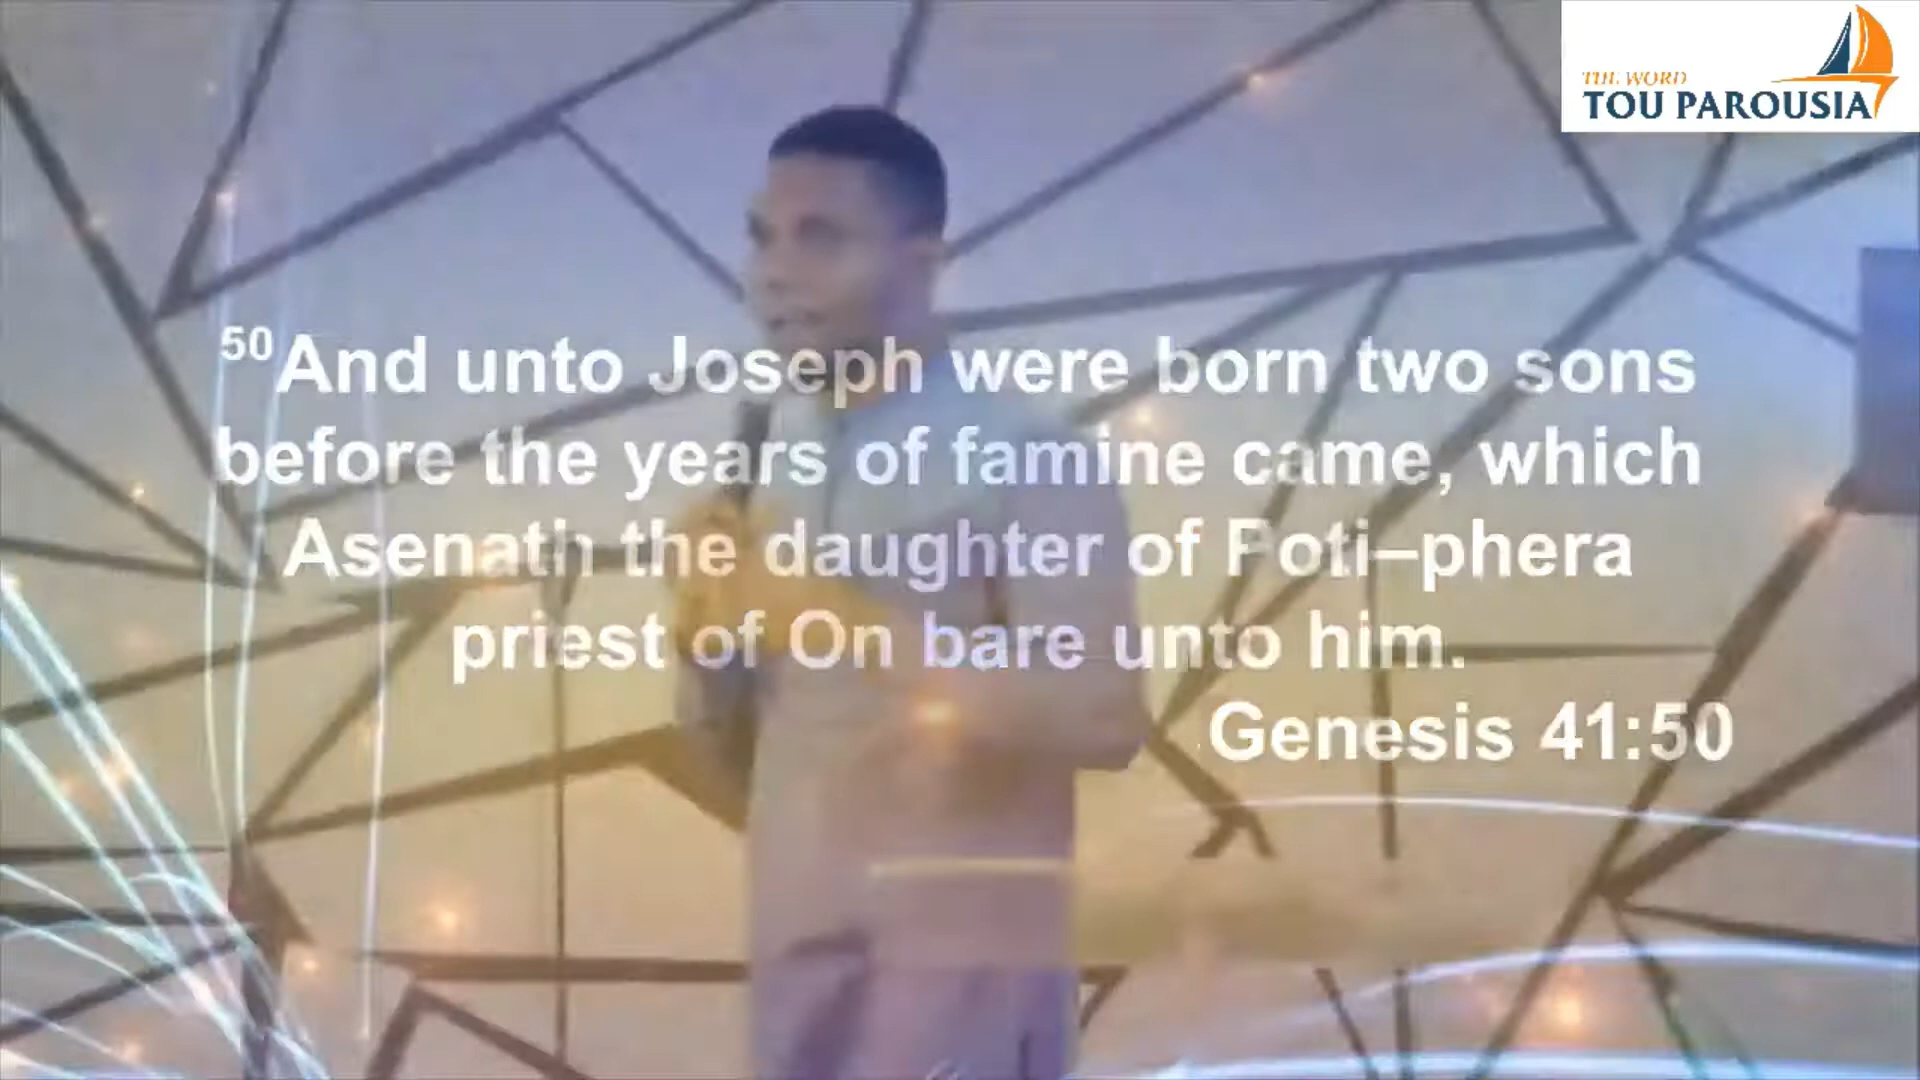 THE WORD
TOU PAROUSIA
50And unto Joseph were born two sons
before the years of famine came, which
Asenath the daughter of Poti–phera
priest of On bare unto him.
Genesis 41:50